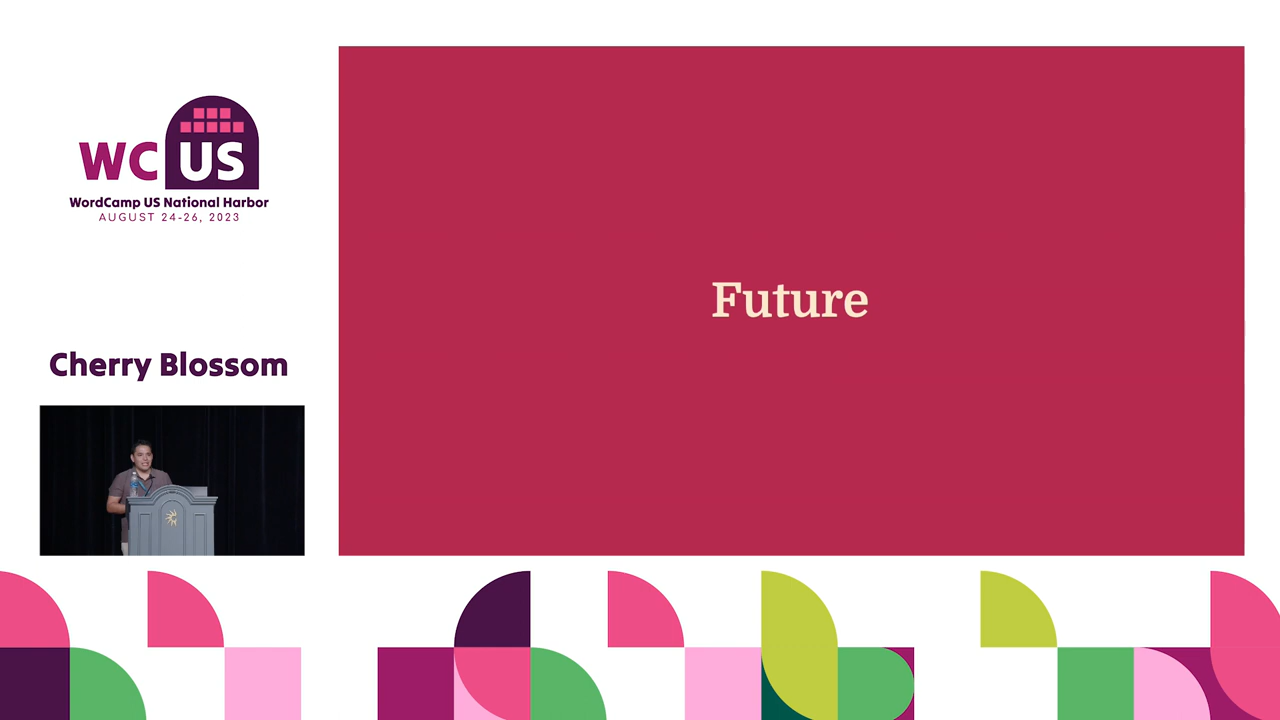 WC US
WordCamp US National Harbor
AUGUST 24-26, 2023
Cherry Blossom
Future